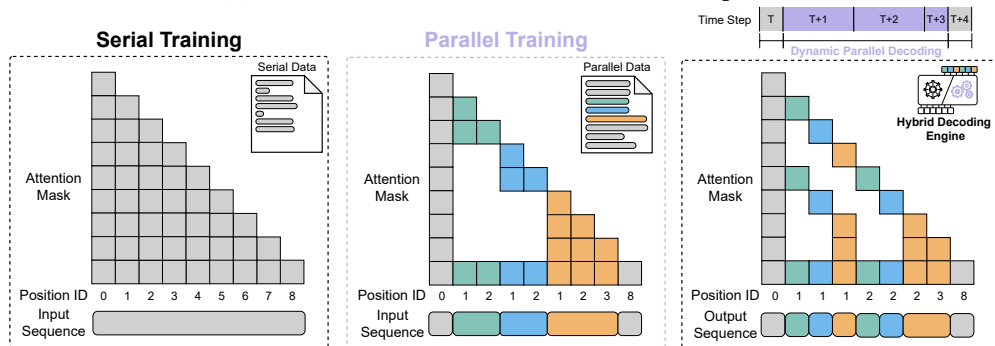 Time Step T T+1 T+2 T+3 T+4
Dynamic Parallel Decoding
Serial Training
Serial Data
Attention
Mask
Position ID 0 1 2 3 4 5 6 7 8
Input
Sequence
Parallel Training
Parallel Data
Attention
Mask
Position ID 0 1 2 1 2 1 2 3 8
Input
Sequence
Hybrid Decoding
Engine
Attention
Mask
Position ID 0 1 1 1 2 2 2 3 8
Output
Sequence